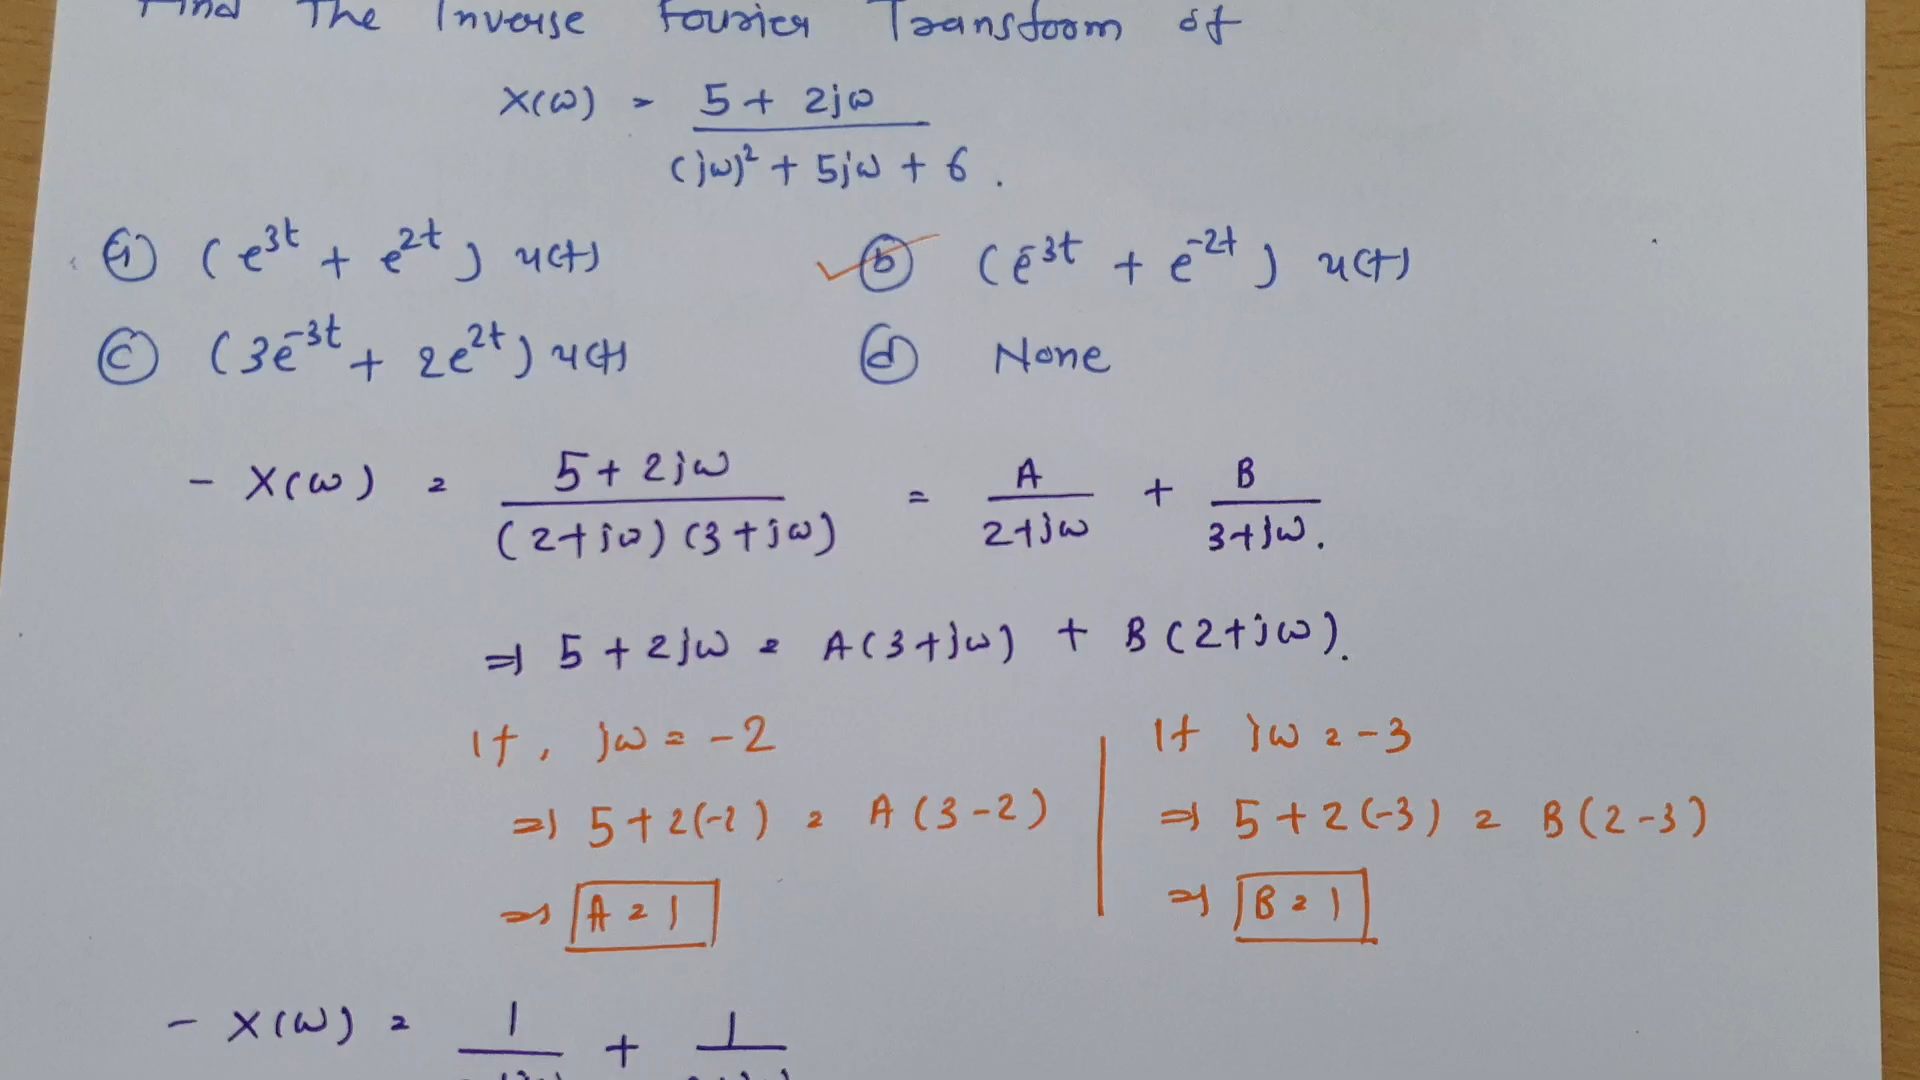 Find The Inverse Fourier Transform of
X(ω) = 5 + 2jω / (jω)² + 5jω + 6 .
(a) (e^3t + e^2t) u(t) (b) (e^-3t + e^-2t) u(t)
(c) (3e^-3t + 2e^2t) u(t) (d) None
- X(ω) = 5 + 2jω / (2+jω)(3+jω) = A / 2+jω + B / 3+jω.
⇒ 5 + 2jω = A(3+jω) + B(2+jω).
If, jω = -2 If jω = -3
⇒ 5 + 2(-2) = A(3-2) ⇒ 5 + 2(-3) = B(2-3)
⇒ A = 1 ⇒ B = 1
- X(ω) = 1 + 1